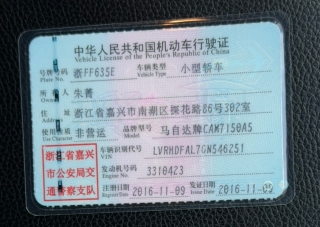 中华人民共和国机动车行驶证
Vehicle License of the People's Republic of China
号牌号码 浙FF63SE 车辆类型 小型轿车
Plate No. Vehicle Type
所有人 朱善
Owner
住址 浙江省嘉兴市南湖区探花路86号302室
Address
使用性质 非营运 品牌型号 马自达牌CAM7150A5
Use Character Model
浙江省嘉兴市公安局交通警察支队
车辆识别代号 LVRHDFAL7GN546251
VIN
发动机号码 3310423
Engine No.
注册日期 2016-11-09 发证日期 2016-11-09
Register Date Issue Date